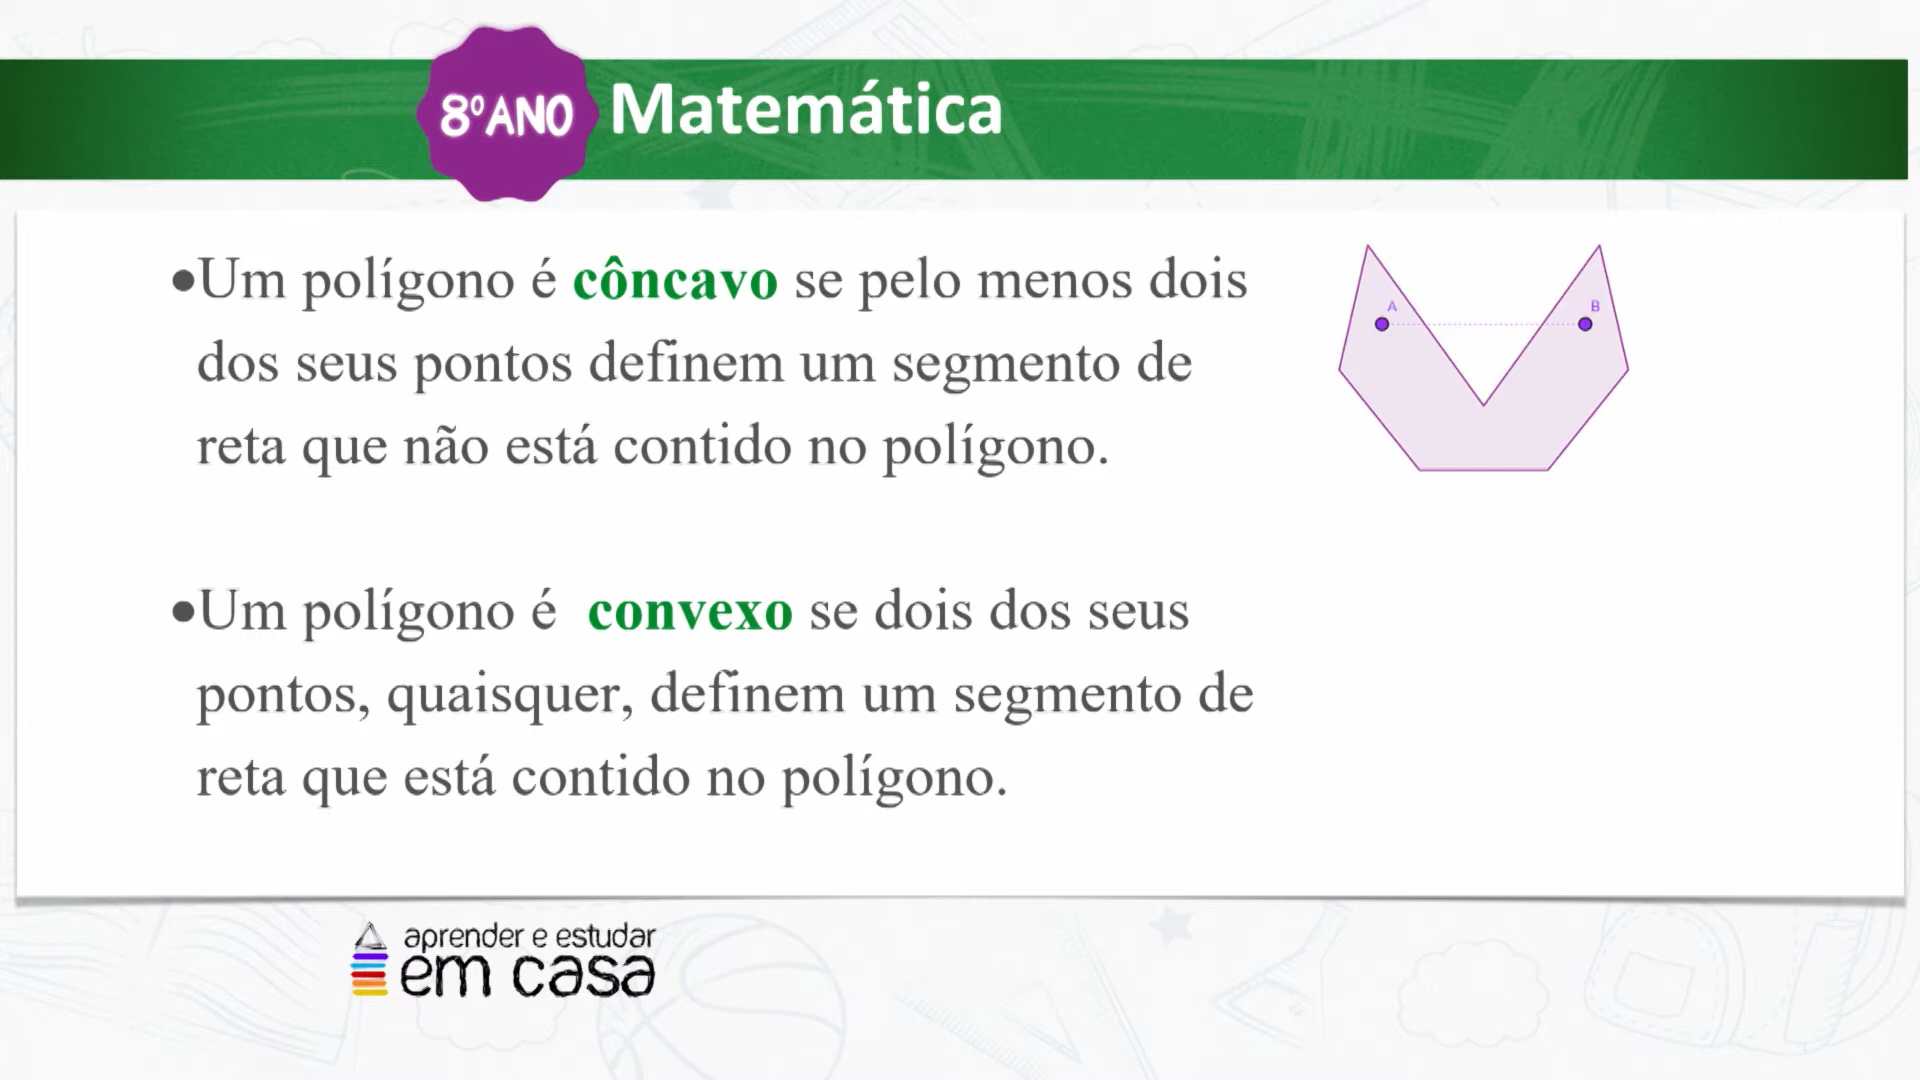 8ºANO Matemática
•Um polígono é côncavo se pelo menos dois
dos seus pontos definem um segmento de
reta que não está contido no polígono.
A
B
•Um polígono é convexo se dois dos seus
pontos, quaisquer, definem um segmento de
reta que está contido no polígono.
aprender e estudar
em casa